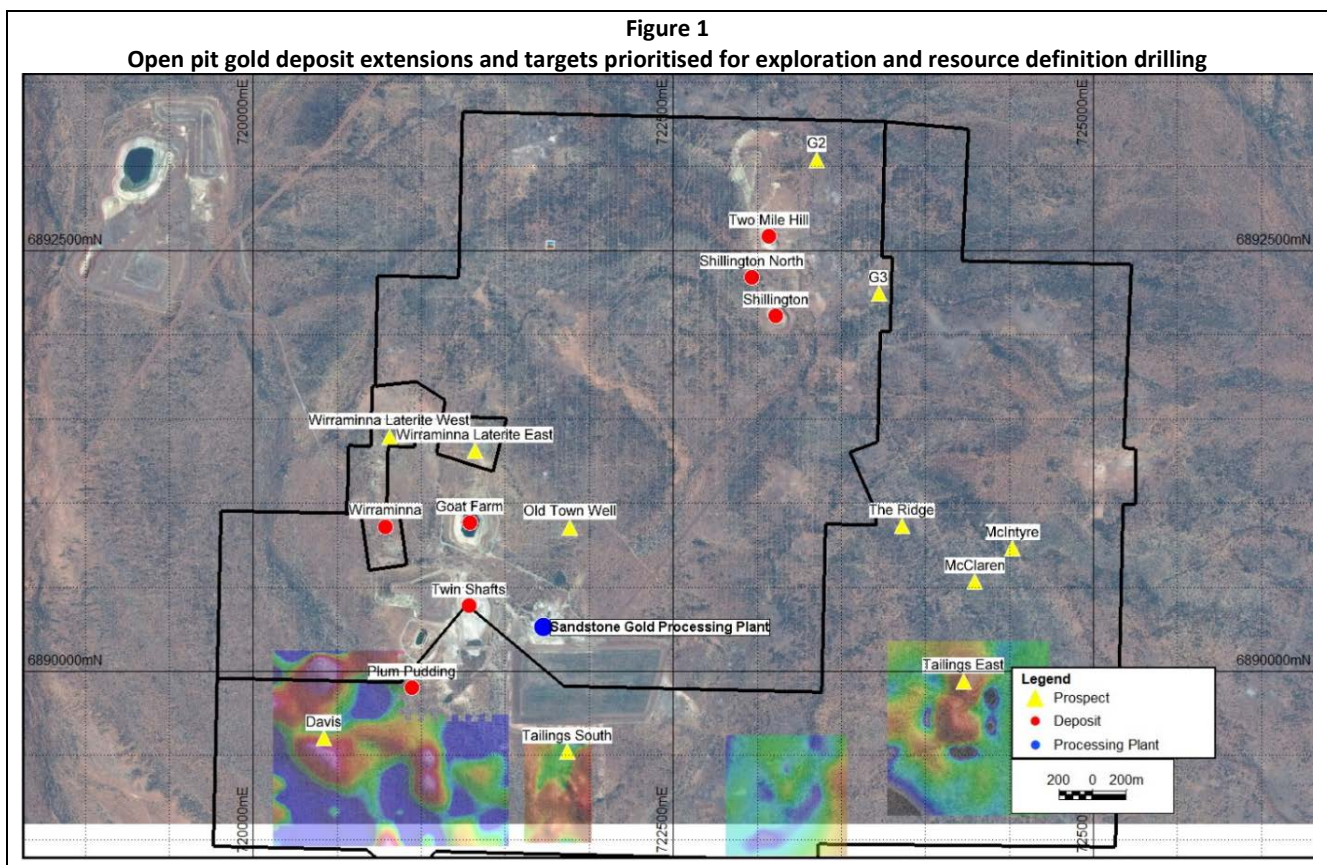 Figure 1
Open pit gold deposit extensions and targets prioritised for exploration and resource definition drilling
720000mE
722500mE
725000mE
G2
Two Mile Hill
6892500mN
6892500mN
Shillington North
G3
Shillington
Wirraminna Laterite West
Wirraminna Laterite East
Wirraminna
Goat Farm
Old Town Well
The Ridge
McIntyre
McClaren
Twin Shafts
Sandstone Gold Processing Plant
6890000mN
6890000mN
Plum Pudding
Tailings East
Legend
Prospect
Deposit
Processing Plant
Davis
Tailings South
200 0 200m
720000mE
722500mE